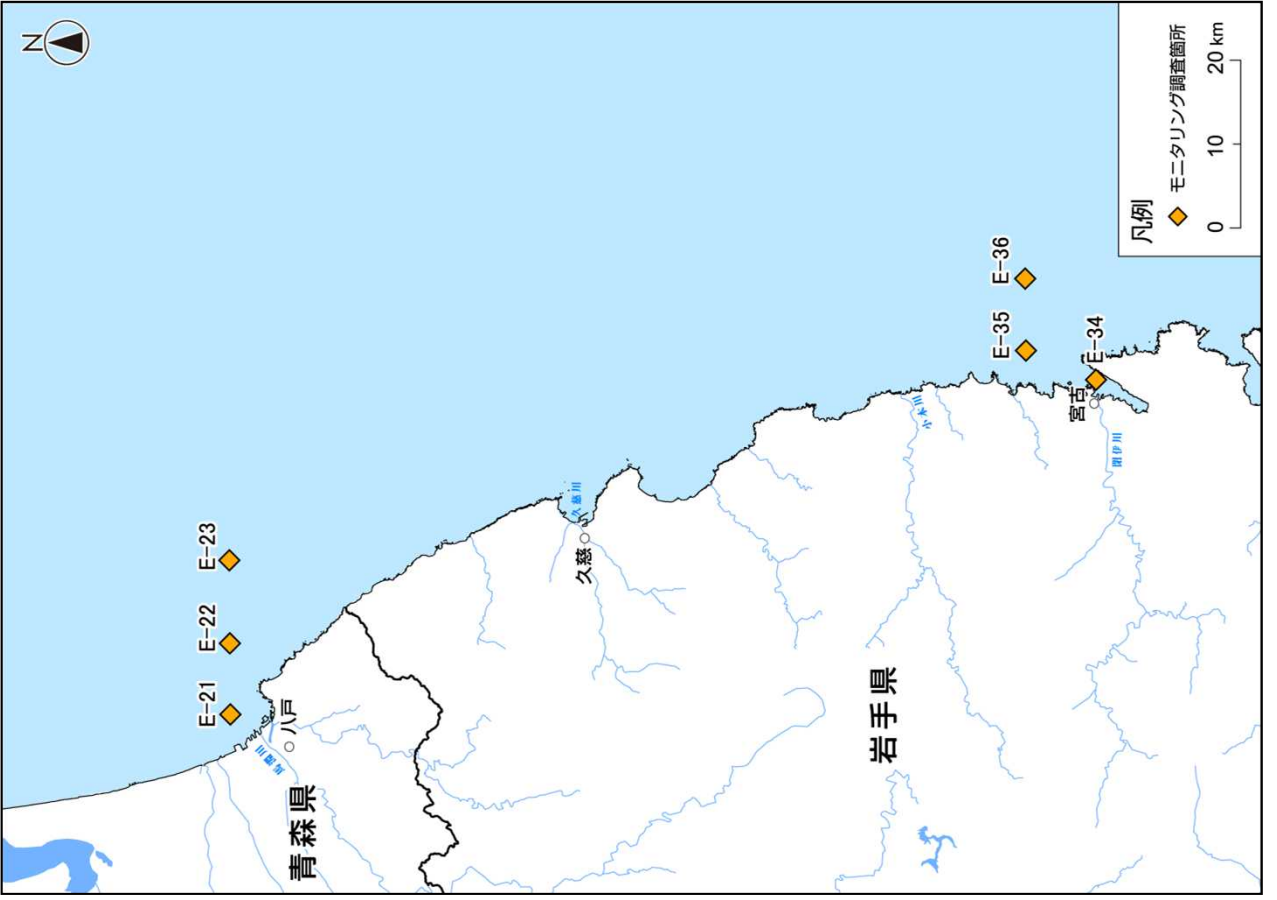 N
E-21
E-22
E-23
八戸
馬淵川
青森県
久慈川
久慈
岩手県
小本川
E-35
E-36
E-34
宮古
閉伊川
凡例
モニタリング調査箇所
0 10 20 km